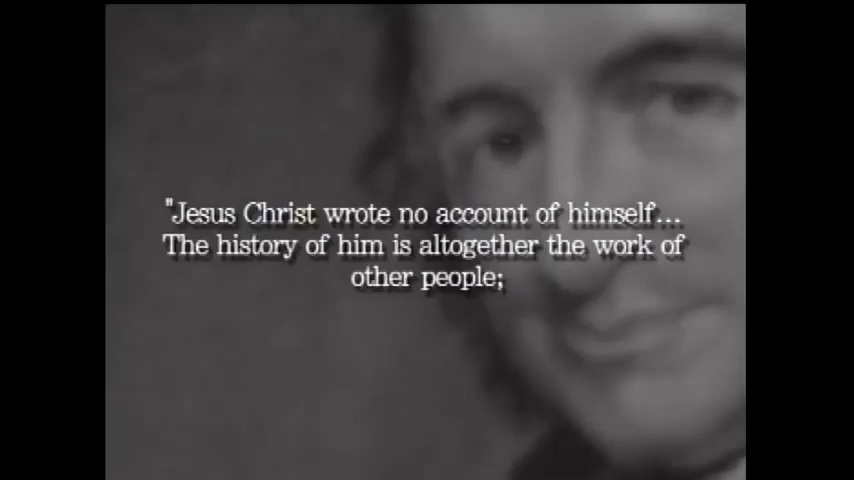 "Jesus Christ wrote no account of himself...
The history of him is altogether the work of
other people;